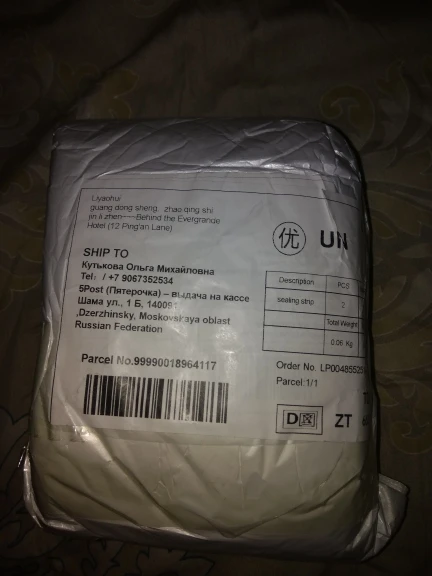 Liyaohui
guang dong sheng, zhao qing shi
jin li zhen-----Behind the Evergrande
Hotel (12 Ping'an Lane)
优 UN
SHIP TO
Кутькова Ольга Михайловна
Tel: / +7 9067352534
5Post (Пятерочка) – выдача на кассе
Шама ул., 1 Б, 140091
,Dzerzhinsky, Moskovskaya oblast
Russian Federation
Description PCS
sealing strip 2
Total Weight
0.06 Kg
Parcel No.99990018964117
Order No. LP00485523
Parcel:1/1
D ZT